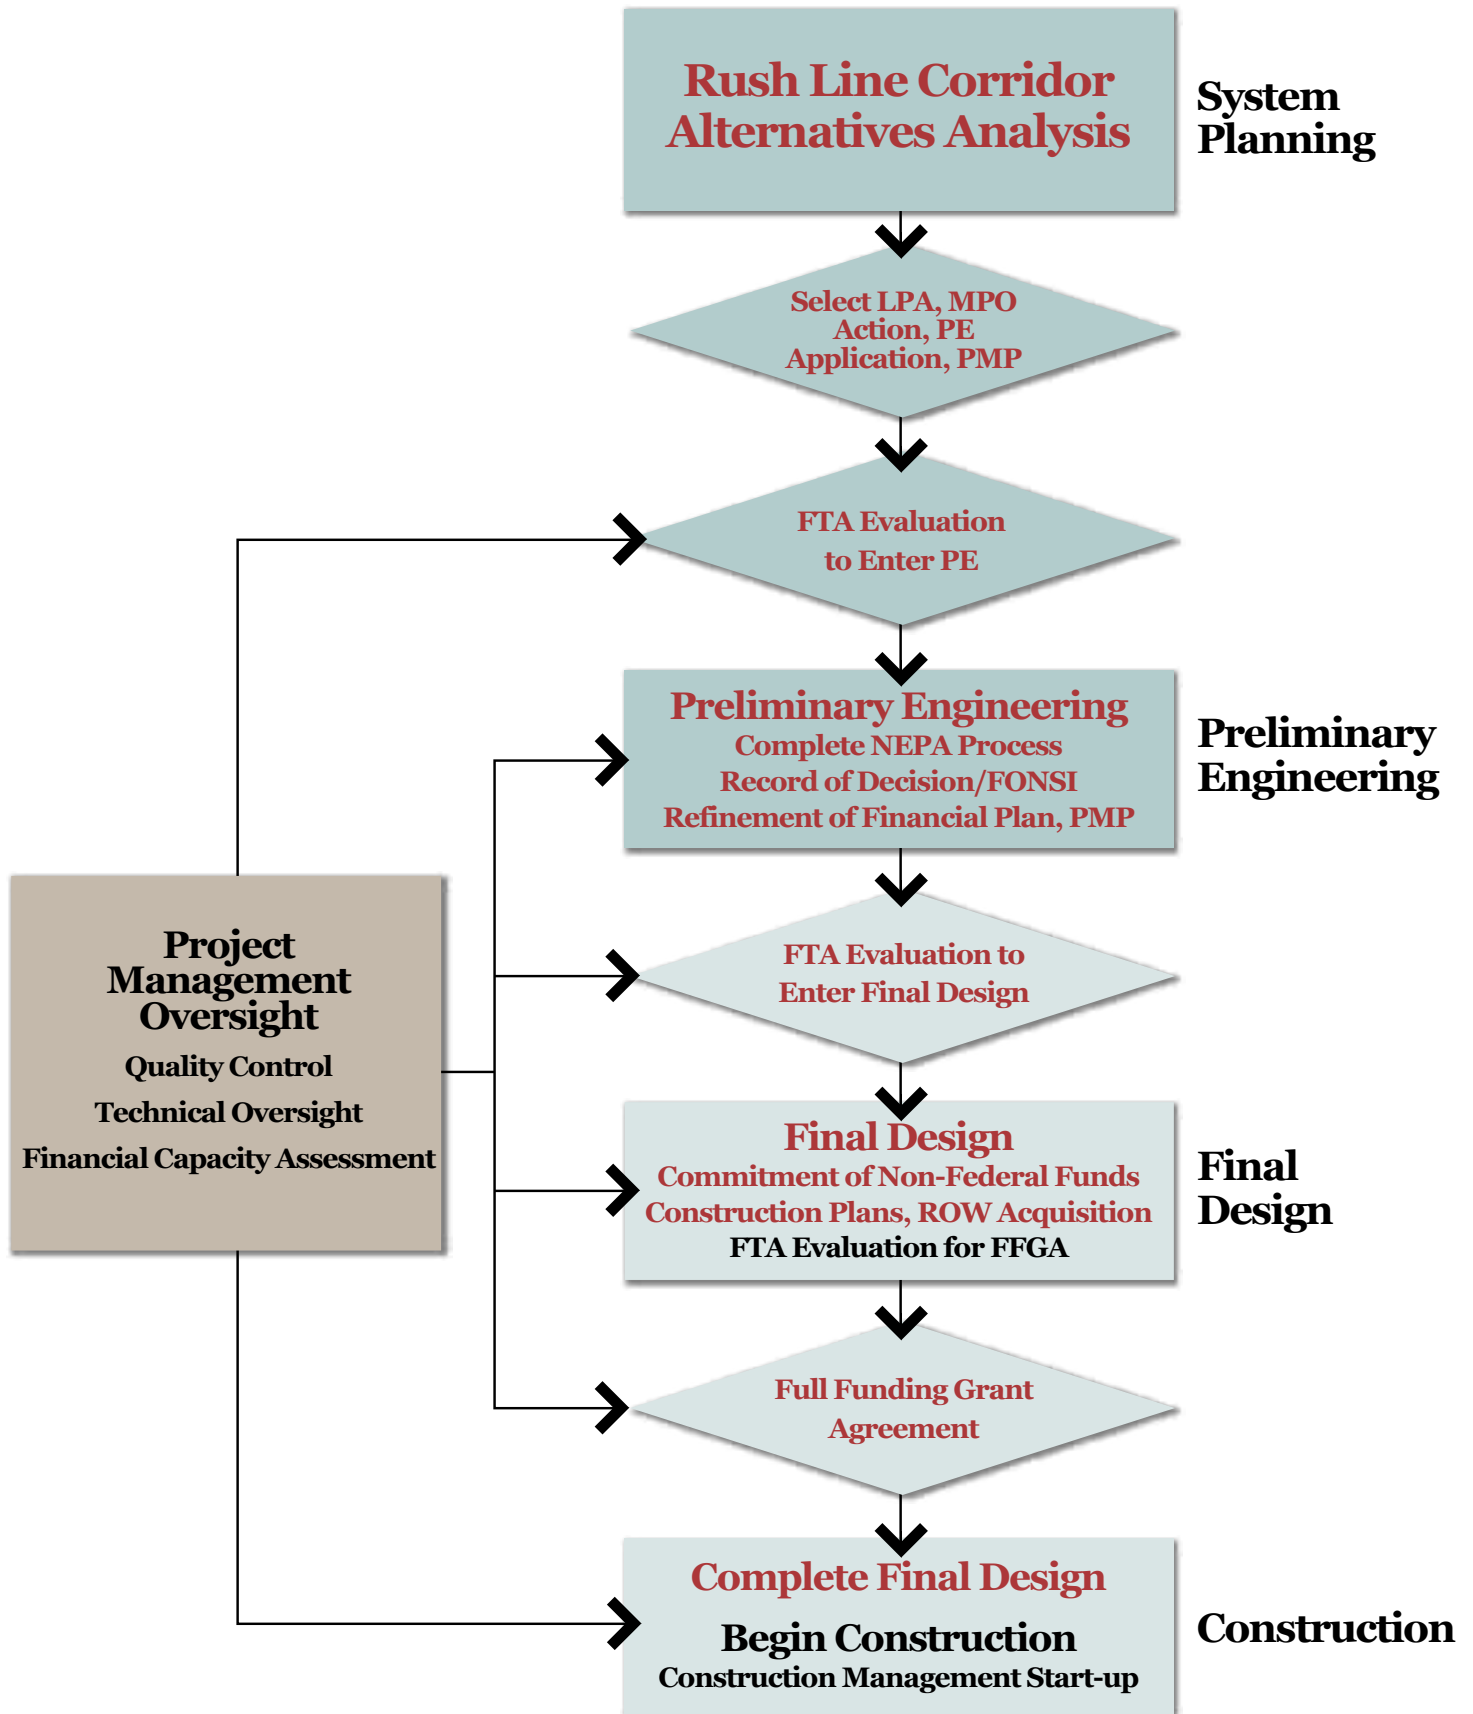 Rush Line Corridor
Alternatives Analysis
System
Planning
Select LPA, MPO
Action, PE
Application, PMP
FTA Evaluation
to Enter PE
Preliminary Engineering
Complete NEPA Process
Record of Decision/FONSI
Refinement of Financial Plan, PMP
Preliminary
Engineering
Project
Management
Oversight
Quality Control
Technical Oversight
Financial Capacity Assessment
FTA Evaluation to
Enter Final Design
Final Design
Commitment of Non-Federal Funds
Construction Plans, ROW Acquisition
FTA Evaluation for FFGA
Final
Design
Full Funding Grant
Agreement
Complete Final Design
Begin Construction
Construction Management Start-up
Construction